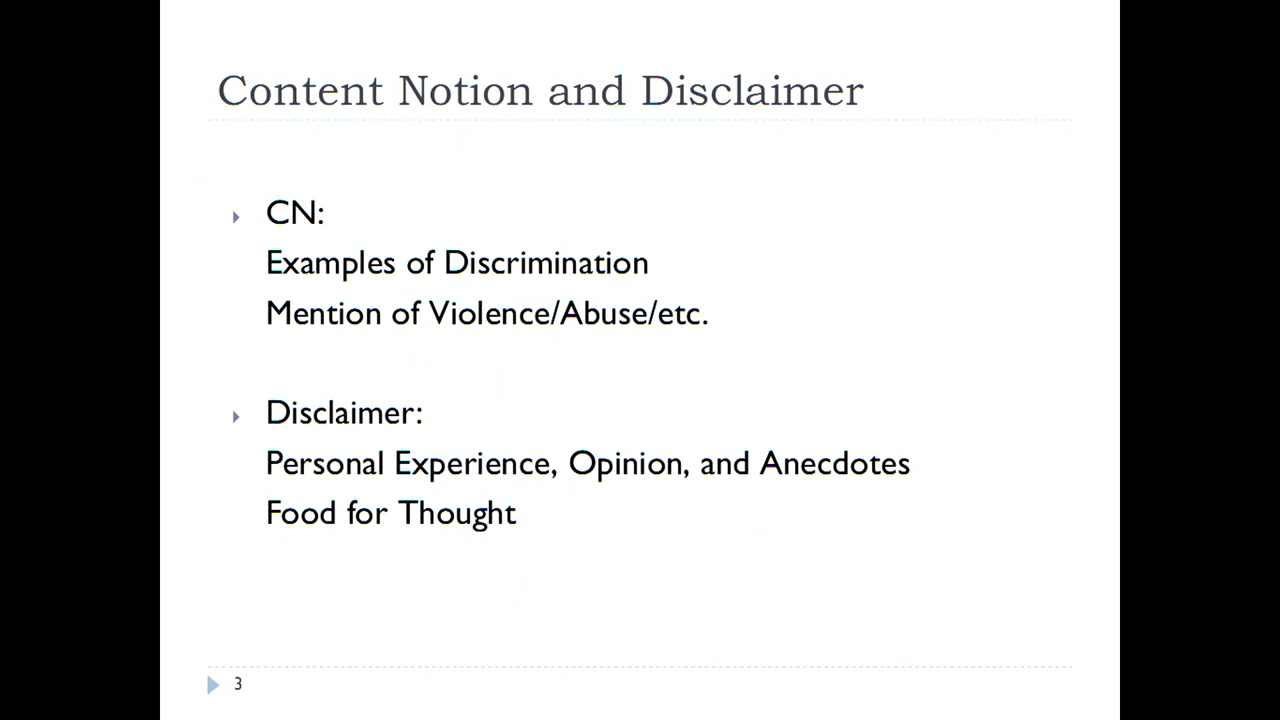 Content Notion and Disclaimer
CN:
Examples of Discrimination
Mention of Violence/Abuse/etc.
Disclaimer:
Personal Experience, Opinion, and Anecdotes
Food for Thought
3